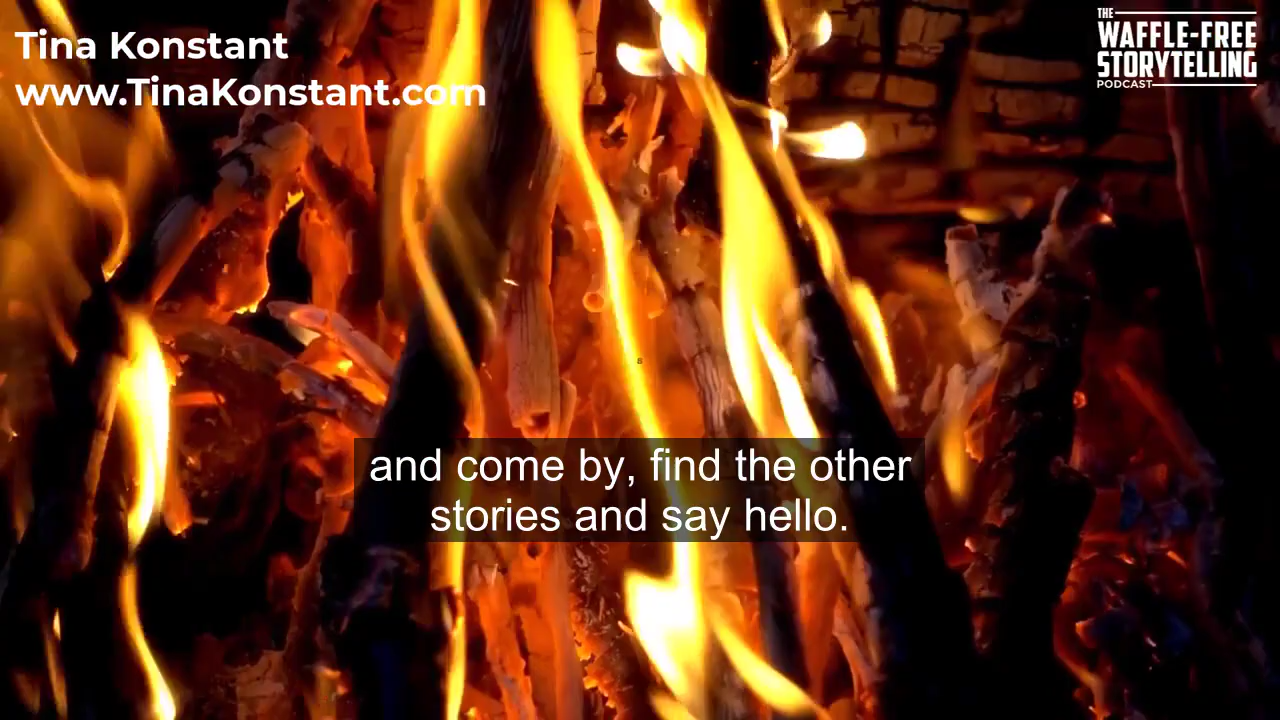 Tina Konstant
www.TinaKonstant.com
THE
WAFFLE-FREE
STORYTELLING
PODCAST
and come by, find the other
stories and say hello.